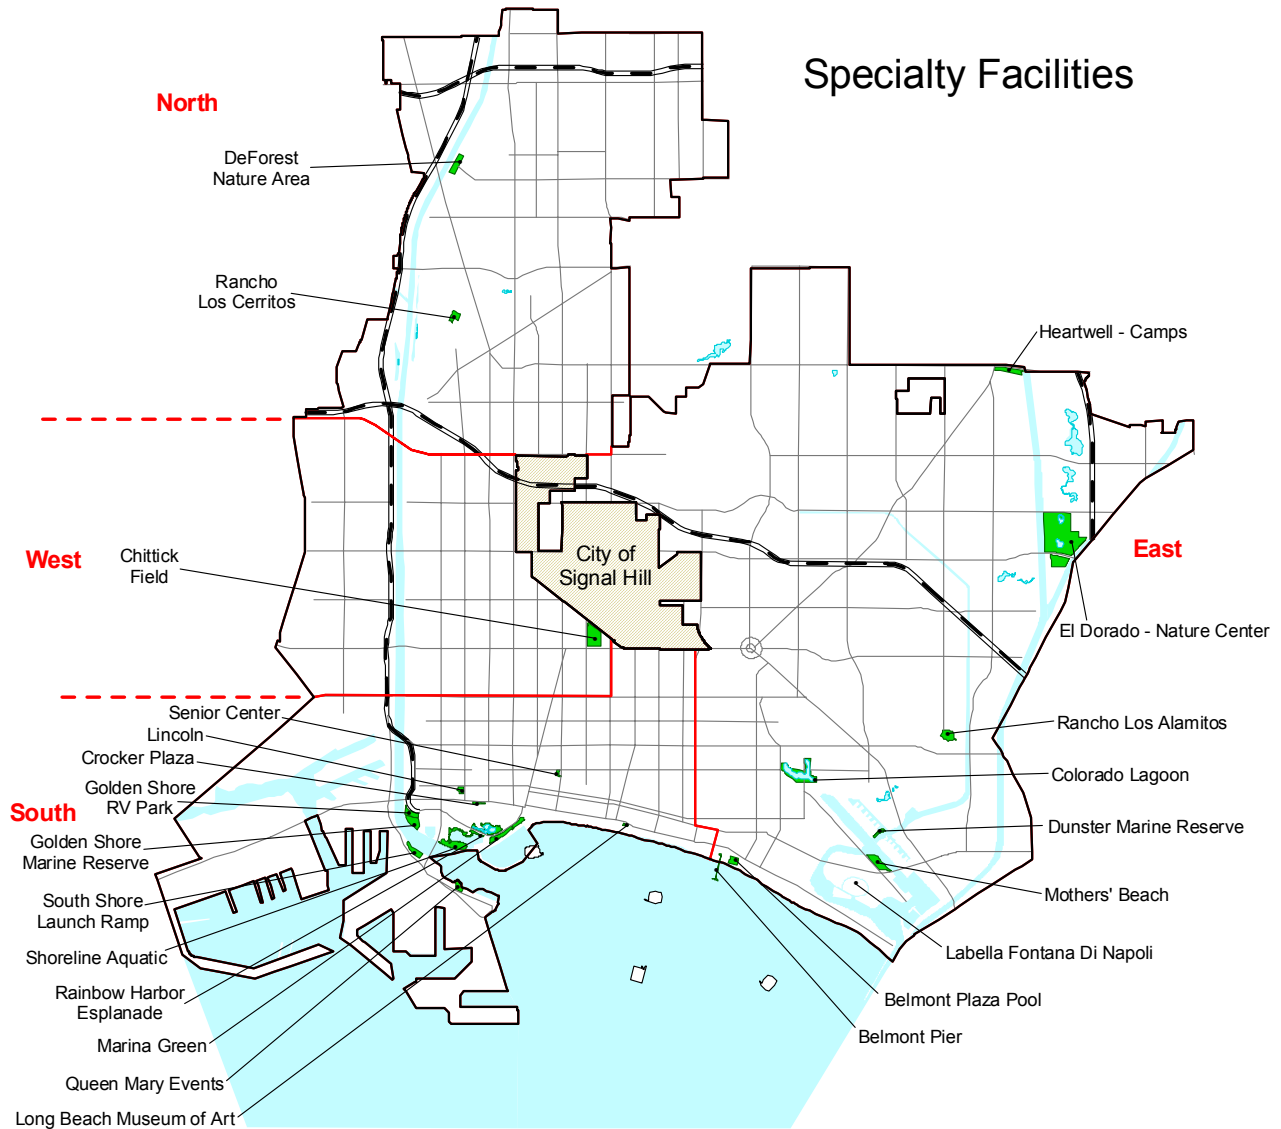 Specialty Facilities
North
DeForest
Nature Area
Rancho
Los Cerritos
Heartwell - Camps
West
Chittick
Field
City of
Signal Hill
East
El Dorado - Nature Center
Senior Center
Lincoln
Crocker Plaza
Golden Shore
RV Park
South
Golden Shore
Marine Reserve
South Shore
Launch Ramp
Shoreline Aquatic
Rainbow Harbor
Esplanade
Marina Green
Queen Mary Events
Long Beach Museum of Art
Rancho Los Alamitos
Colorado Lagoon
Dunster Marine Reserve
Mothers' Beach
Labella Fontana Di Napoli
Belmont Plaza Pool
Belmont Pier